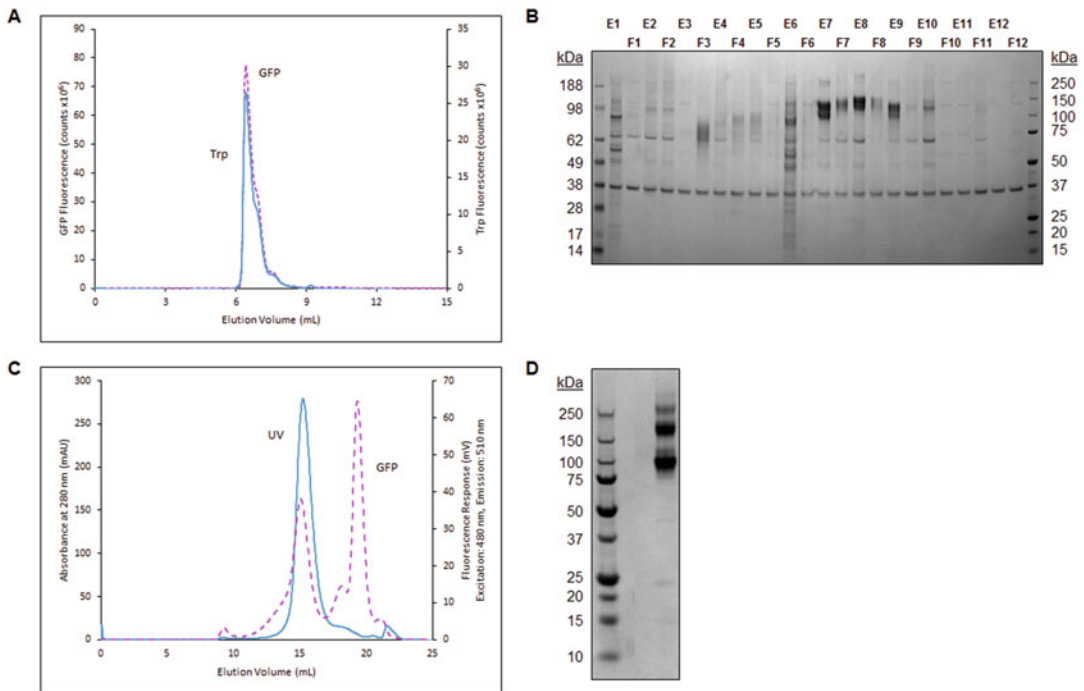 A
GFP Fluorescence (counts x10⁶)
90
80
70
60
50
40
30
20
10
0
GFP
Trp
35
30
25
20
15
10
5
0
Trp Fluorescence (counts x10⁶)
0 3 6 9 12 15
Elution Volume (mL)
B
E1 E2 E3 E4 E5 E6 E7 E8 E9 E10 E11 E12
F1 F2 F3 F4 F5 F6 F7 F8 F9 F10 F11 F12
kDa
188
98
62
49
38
28
17
14
kDa
250
150
100
75
50
37
25
20
15
C
Absorbance at 280 nm (mAU)
300
250
200
150
100
50
0
UV
GFP
70
60
50
40
30
20
10
0
Fluorescence Response (mV)
Excitation: 480 nm, Emission: 510 nm
0 5 10 15 20 25
Elution Volume (mL)
D
kDa
250
150
100
75
50
37
25
20
15
10